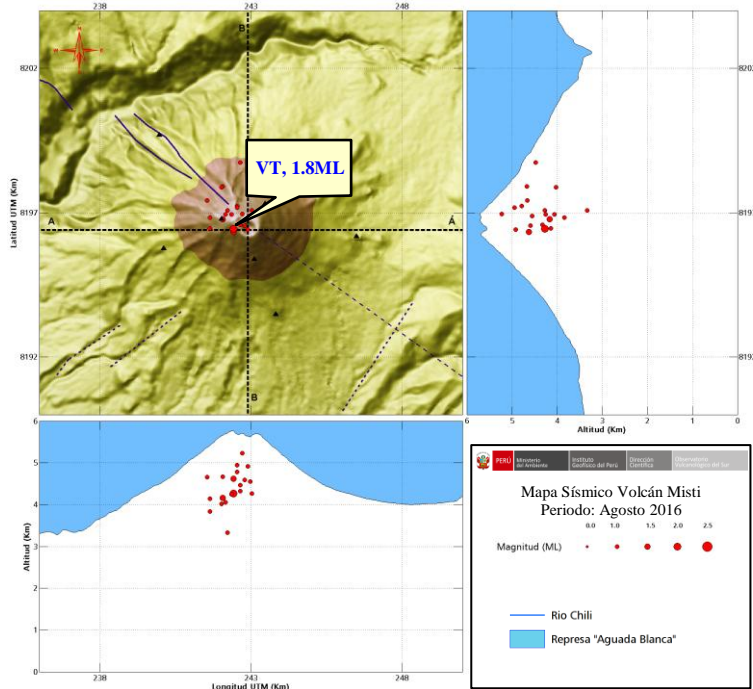 238
243
248
B
N
W
E
S
8202
VT, 1.8ML
8197
A
A
8192
B
Latitud UTM (Km)
8202
8197
8192
6
5
4
3
2
1
0
Altitud (Km)
6
5
4
3
2
1
0
Altitud (Km)
238
243
248
Longitud UTM (Km)
PERÚ
Ministerio del Ambiente
Instituto Geofísico del Perú
Dirección Científica
Observatorio Vulcanológico del Sur
Mapa Sísmico Volcán Misti
Periodo: Agosto 2016
0.0 1.0 1.5 2.0 2.5
Magnitud (ML)
Rio Chili
Represa "Aguada Blanca"